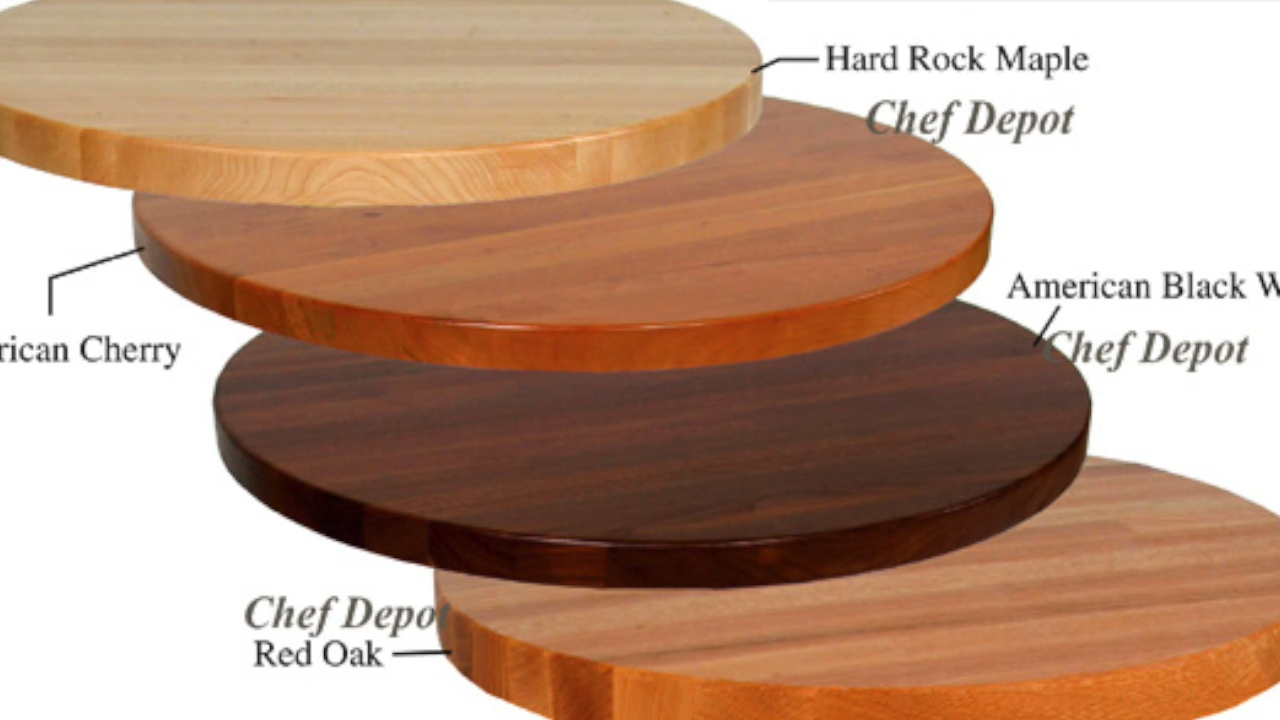 Hard Rock Maple
Chef Depot
American Black W
Chef Depot
rican Cherry
Chef Depot
Red Oak